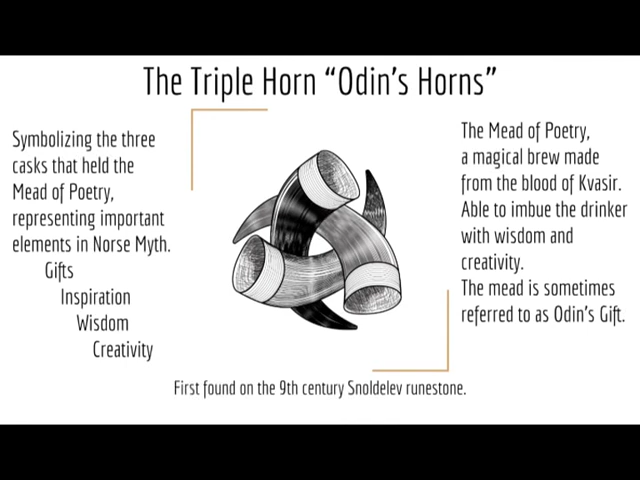 The Triple Horn “Odin’s Horns”
Symbolizing the three
casks that held the
Mead of Poetry,
representing important
elements in Norse Myth.
Gifts
Inspiration
Wisdom
Creativity
The Mead of Poetry,
a magical brew made
from the blood of Kvasir.
Able to imbue the drinker
with wisdom and
creativity.
The mead is sometimes
referred to as Odin’s Gift.
First found on the 9th century Snoldelev runestone.